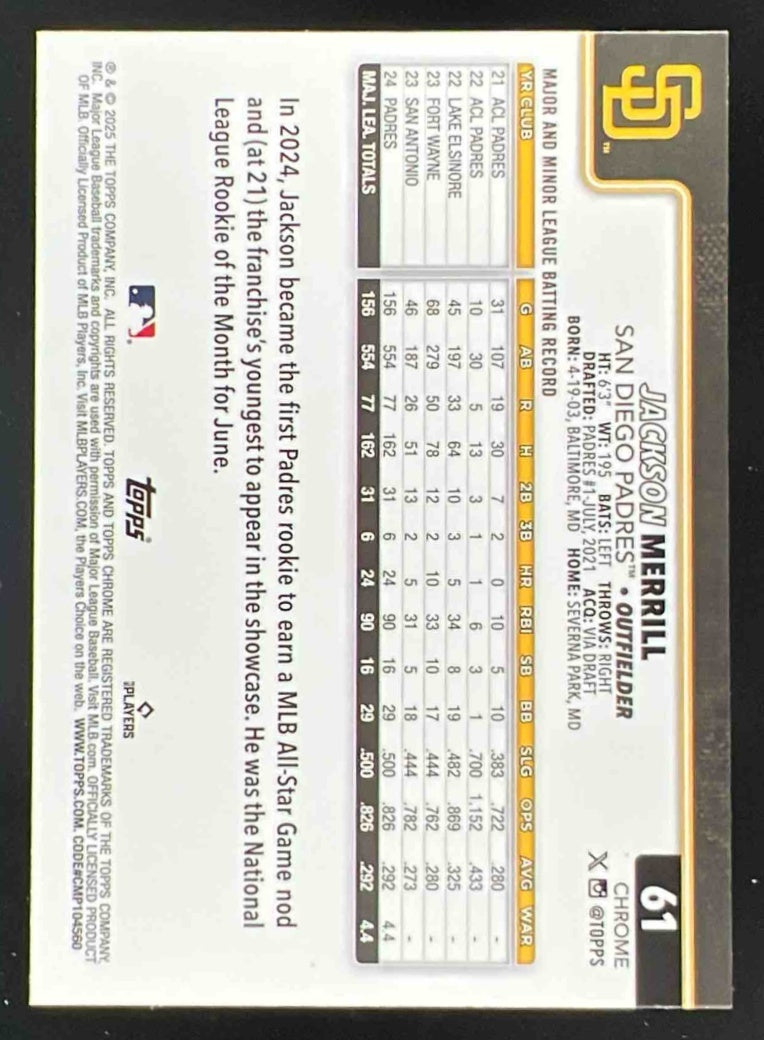 SD™
61
CHROME
X @TOPPS
JACKSON MERRILL
SAN DIEGO PADRES™ • OUTFIELDER
HT: 6'3" WT: 195 BATS: LEFT THROWS: RIGHT
DRAFTED: PADRES #1-JULY, 2021 ACQ: VIA DRAFT
BORN: 4-19-03, BALTIMORE, MD HOME: SEVERNA PARK, MD
MAJOR AND MINOR LEAGUE BATTING RECORD
YR CLUB G AB R H 2B 3B HR RBI SB BB SLG OPS AVG WAR
21 ACL PADRES 31 107 19 30 7 2 0 10 5 10 .383 .722 .280 -
22 ACL PADRES 10 30 5 13 3 1 1 6 3 1 .700 1.152 .433 -
22 LAKE ELSINORE 45 197 33 64 10 3 5 34 8 19 .482 .869 .325 -
23 FORT WAYNE 68 279 50 78 12 2 10 33 10 17 .444 .762 .280 -
23 SAN ANTONIO 46 187 26 51 13 2 5 31 5 18 .444 .782 .273 -
24 PADRES 156 554 77 162 31 6 24 90 16 29 .500 .826 .292 4.4
MAJ. LEA. TOTALS 156 554 77 162 31 6 24 90 16 29 .500 .826 .292 4.4
In 2024, Jackson became the first Padres rookie to earn a MLB All-Star Game nod
and (at 21) the franchise's youngest to appear in the showcase. He was the National
League Rookie of the Month for June.
topps®
PLAYERS
® & © 2025 THE TOPPS COMPANY, INC. ALL RIGHTS RESERVED. TOPPS AND TOPPS CHROME ARE REGISTERED TRADEMARKS OF THE TOPPS COMPANY,
INC. Major League Baseball trademarks and copyrights are used with permission of Major League Baseball. Visit MLB.com. OFFICIALLY LICENSED PRODUCT
OF MLB. Officially Licensed Product of MLB Players, Inc. Visit MLBPLAYERS.COM, the Players Choice on the web. WWW.TOPPS.COM. CODE#CMP104560